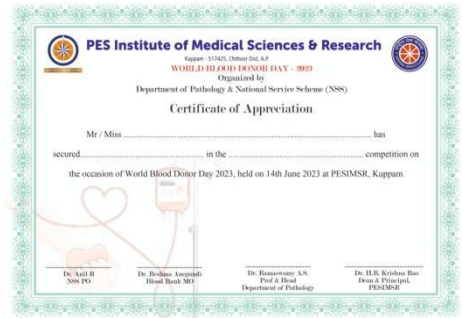 PES Institute of Medical Sciences & Research
Kuppam - 517425, Chittoor Dist, A.P.
WORLD BLOOD DONOR DAY - 2023
Organized by
Department of Pathology & National Service Scheme (NSS)
Certificate of Appreciation
Mr / Miss ........................................................................ has
secured................................... in the ........................................ competition on
the occasion of World Blood Donor Day 2023, held on 14th June 2023 at PESIMSR, Kuppam
Dr. Anil R
NSS PO
Dr. Reshma Anegundi
Blood Bank MO
Dr. Ramaswamy A.S.
Prof & Head
Department of Pathology
Dr. H.R. Krishna Rao
Dean & Principal,
PESIMSR